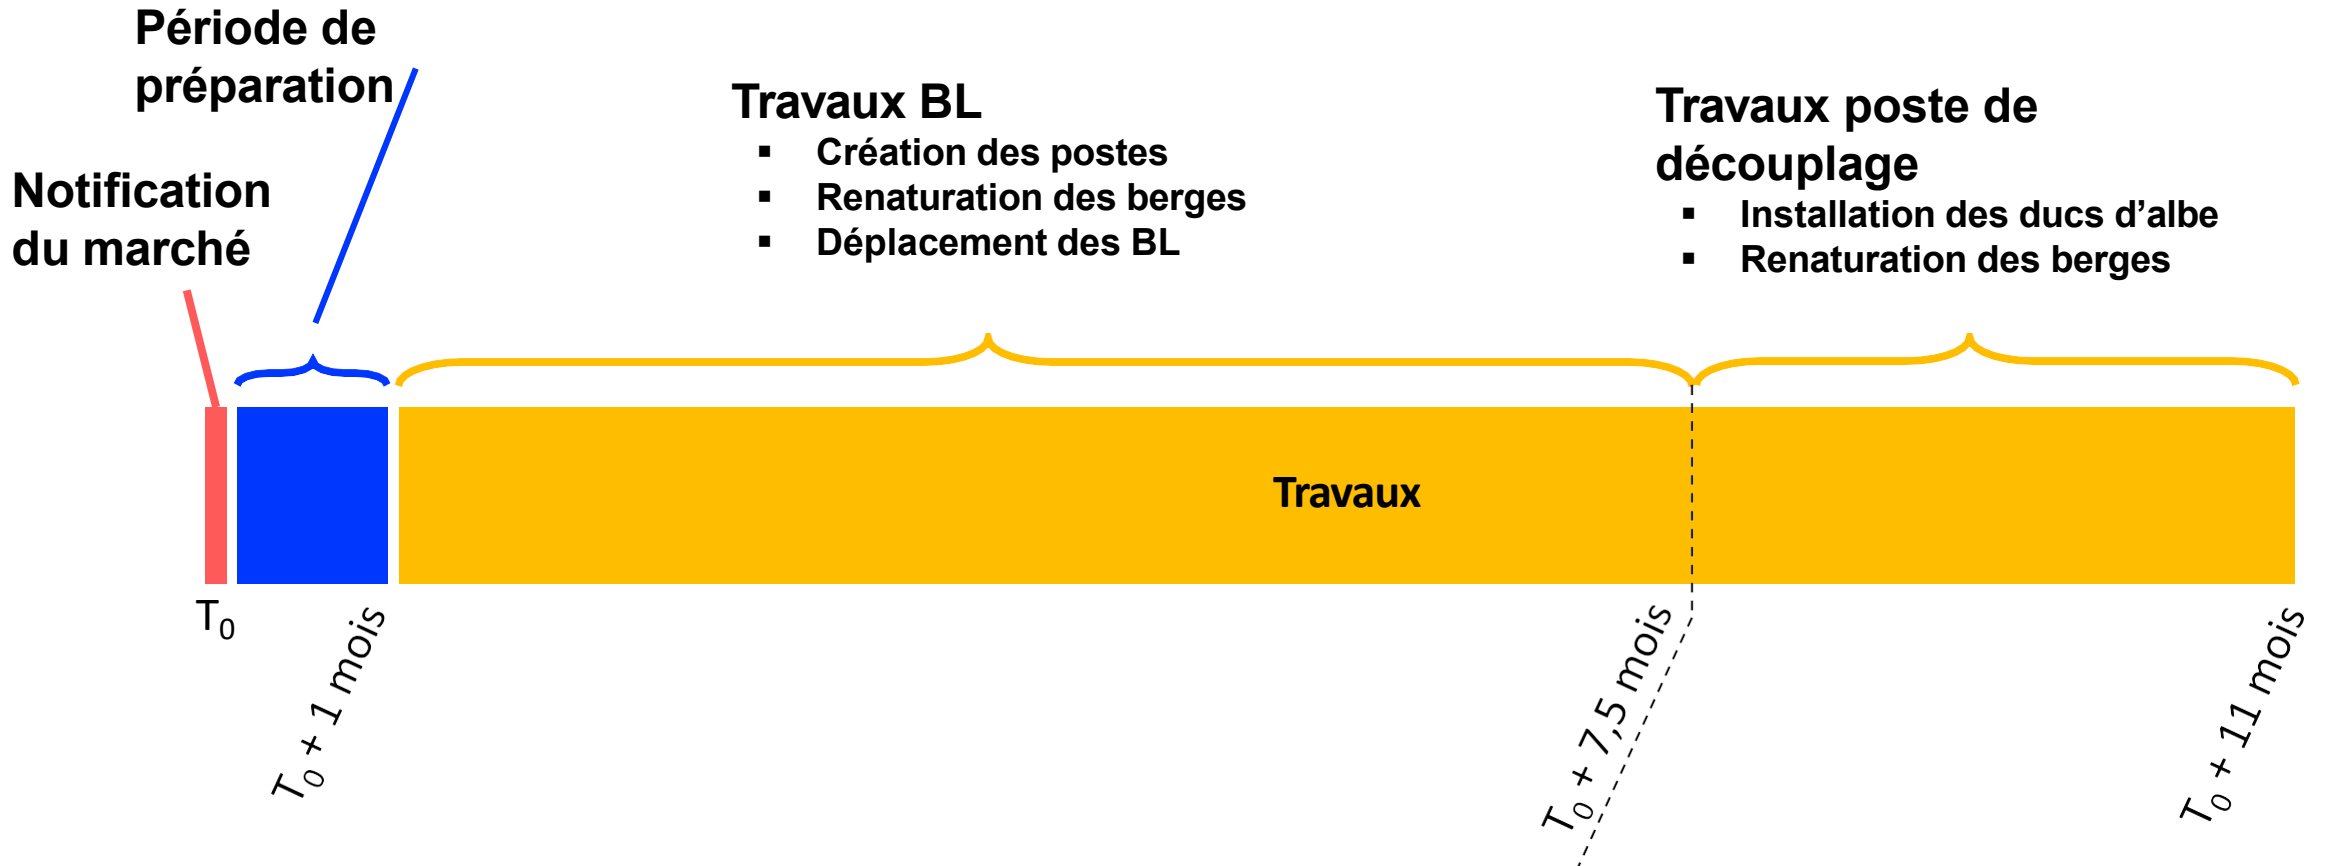 Période de
préparation
Notification
du marché
Travaux BL
▪ Création des postes
▪ Renaturation des berges
▪ Déplacement des BL
Travaux poste de
découplage
▪ Installation des ducs d’albe
▪ Renaturation des berges
Travaux
T₀
T₀ + 1 mois
T₀ + 7,5 mois
T₀ + 11 mois